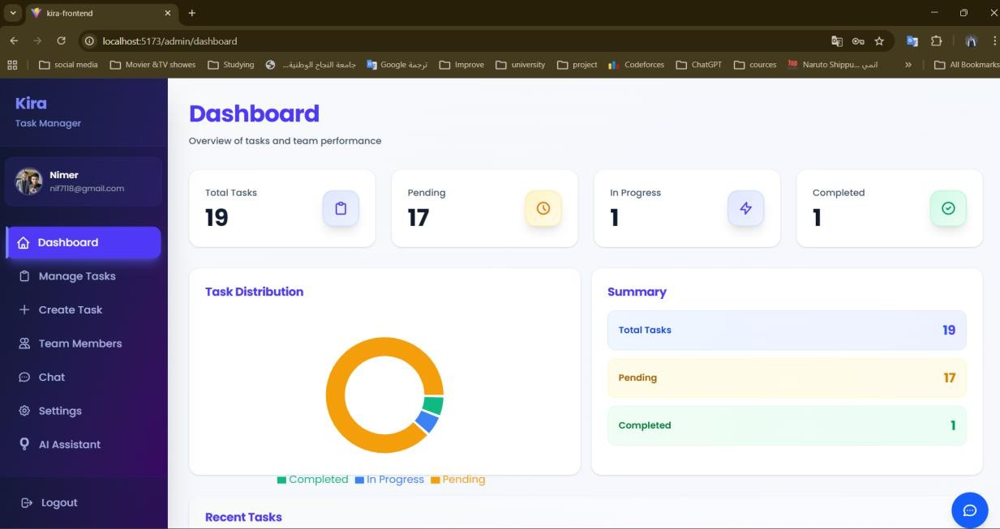 kira-frontend
localhost:5173/admin/dashboard
social media
Movier &TV showes
Studying
جامعة النجاح الوطنية...
ترجمة Google
Improve
university
project
Codeforces
ChatGPT
cources
Naruto Shippu... انمي
All Bookmarks
Kira
Task Manager
Nimer
nif7118@gmail.com
Dashboard
Manage Tasks
Create Task
Team Members
Chat
Settings
AI Assistant
Logout
Dashboard
Overview of tasks and team performance
Total Tasks
19
Pending
17
In Progress
1
Completed
1
Task Distribution
Completed In Progress Pending
Summary
Total Tasks 19
Pending 17
Completed 1
Recent Tasks